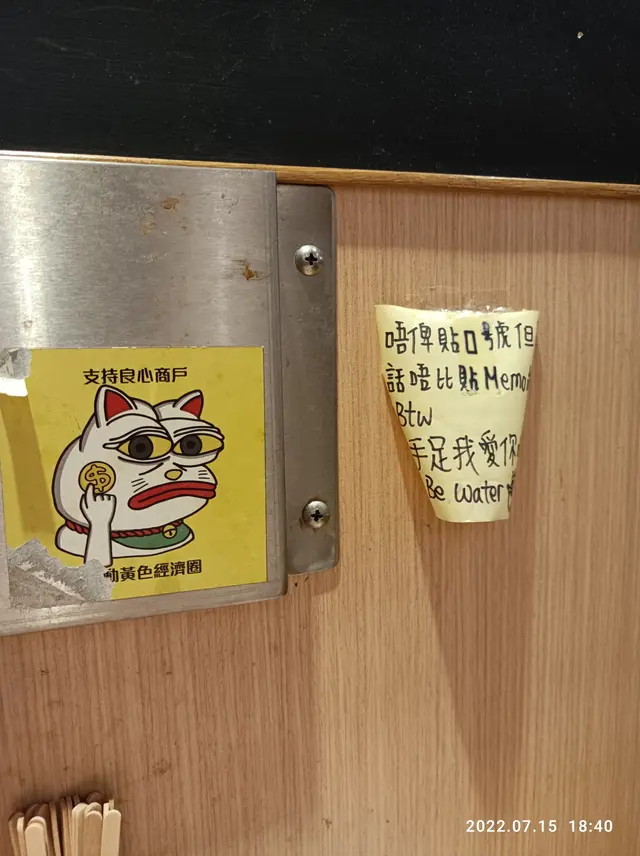 支持良心商戶
動黃色經濟圈
唔俾貼口號但
話唔比貼Memo
Btw
手足我愛你
Be water
2022.07.15 18:40